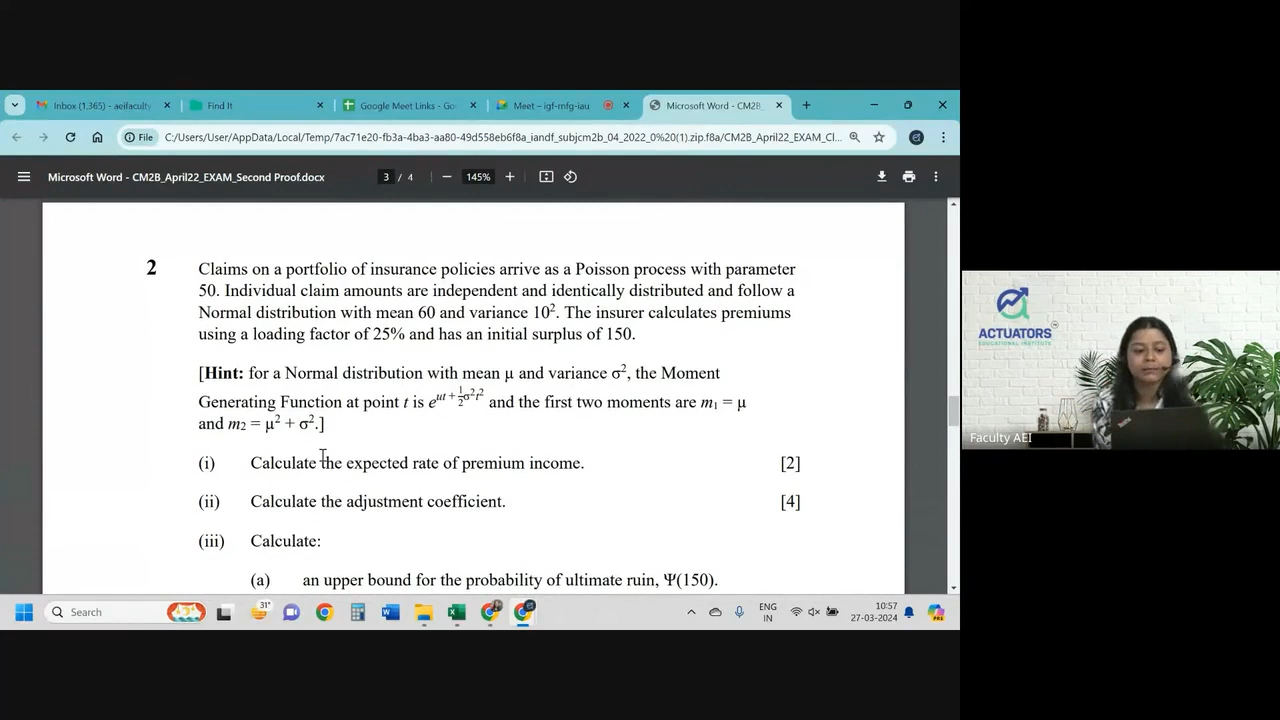 Inbox (1,365) - aeifaculty
Find It
Google Meet Links - Go
Meet – igf-mfg-iau
Microsoft Word - CM2B_
File
C:/Users/User/AppData/Local/Temp/7ac71e20-fb3a-4ba3-aa80-49d558eb6f8a_iandf_subjcm2b_04_2022_0%20(1).zip.f8a/CM2B_April22_EXAM_Cl...
Microsoft Word - CM2B_April22_EXAM_Second Proof.docx
3 / 4
145%
2 Claims on a portfolio of insurance policies arrive as a Poisson process with parameter
50. Individual claim amounts are independent and identically distributed and follow a
Normal distribution with mean 60 and variance 10². The insurer calculates premiums
using a loading factor of 25% and has an initial surplus of 150.
[Hint: for a Normal distribution with mean μ and variance σ², the Moment
Generating Function at point t is e^{ut + ½σ²t²} and the first two moments are m₁ = μ
and m₂ = μ² + σ².]
(i) Calculate the expected rate of premium income. [2]
(ii) Calculate the adjustment coefficient. [4]
(iii) Calculate:
(a) an upper bound for the probability of ultimate ruin, Ψ(150).
ACTUATORS
EDUCATIONAL INSTITUTE
Faculty AEI
Search
31°
ENG
IN
10:57
27-03-2024